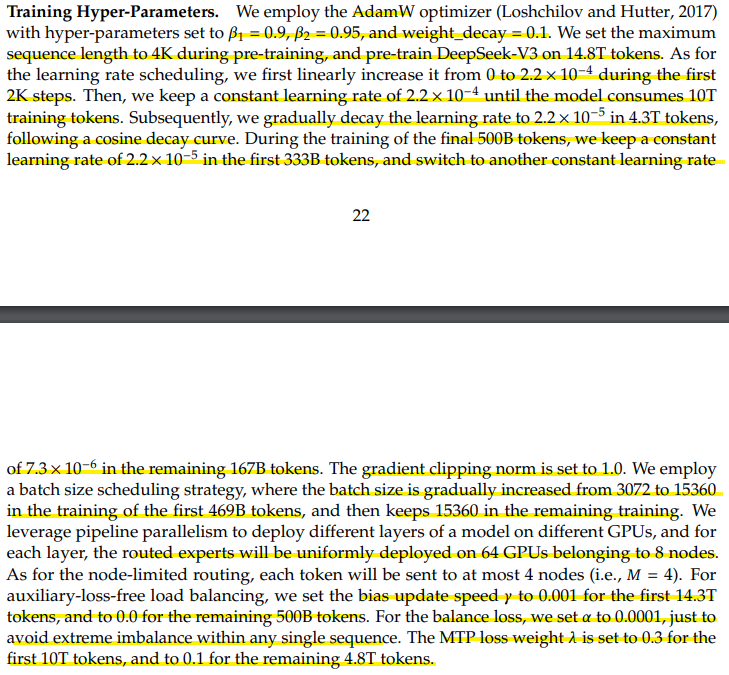 Training Hyper-Parameters. We employ the AdamW optimizer (Loshchilov and Hutter, 2017)
with hyper-parameters set to β₁ = 0.9, β₂ = 0.95, and weight_decay = 0.1. We set the maximum
sequence length to 4K during pre-training, and pre-train DeepSeek-V3 on 14.8T tokens. As for
the learning rate scheduling, we first linearly increase it from 0 to 2.2 × 10⁻⁴ during the first
2K steps. Then, we keep a constant learning rate of 2.2 × 10⁻⁴ until the model consumes 10T
training tokens. Subsequently, we gradually decay the learning rate to 2.2 × 10⁻⁵ in 4.3T tokens,
following a cosine decay curve. During the training of the final 500B tokens, we keep a constant
learning rate of 2.2 × 10⁻⁵ in the first 333B tokens, and switch to another constant learning rate
22
of 7.3 × 10⁻⁶ in the remaining 167B tokens. The gradient clipping norm is set to 1.0. We employ
a batch size scheduling strategy, where the batch size is gradually increased from 3072 to 15360
in the training of the first 469B tokens, and then keeps 15360 in the remaining training. We
leverage pipeline parallelism to deploy different layers of a model on different GPUs, and for
each layer, the routed experts will be uniformly deployed on 64 GPUs belonging to 8 nodes.
As for the node-limited routing, each token will be sent to at most 4 nodes (i.e., M = 4). For
auxiliary-loss-free load balancing, we set the bias update speed γ to 0.001 for the first 14.3T
tokens, and to 0.0 for the remaining 500B tokens. For the balance loss, we set α to 0.0001, just to
avoid extreme imbalance within any single sequence. The MTP loss weight λ is set to 0.3 for the
first 10T tokens, and to 0.1 for the remaining 4.8T tokens.